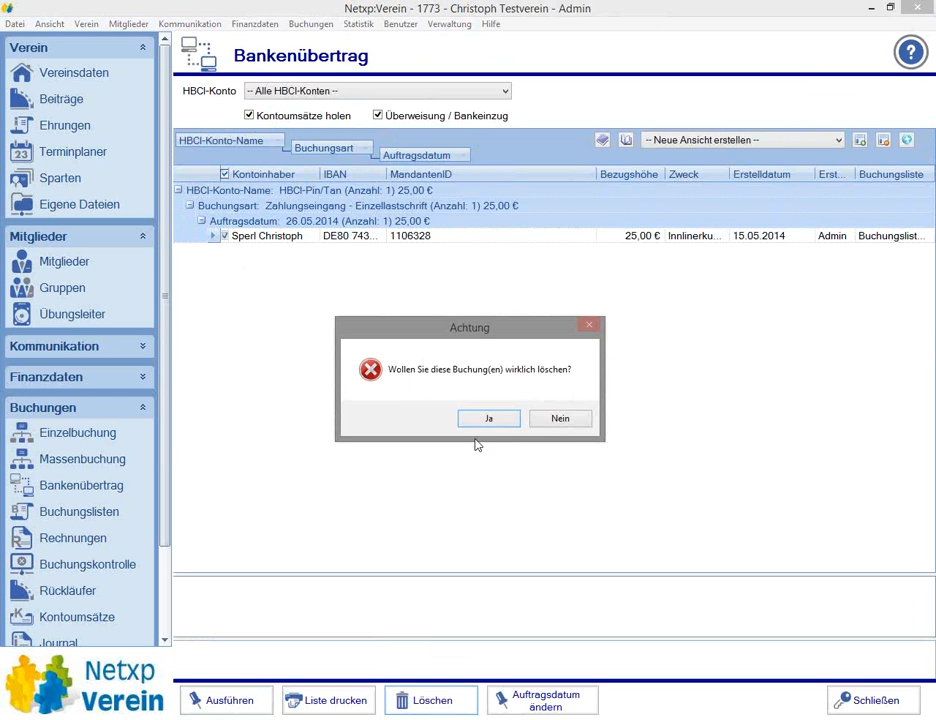 Netxp:Verein - 1773 - Christoph Testverein - Admin
Datei Ansicht Verein Mitglieder Kommunikation Finanzdaten Buchungen Statistik Benutzer Verwaltung Hilfe
Verein
Vereinsdaten
Beiträge
Ehrungen
Terminplaner
Sparten
Eigene Dateien
Mitglieder
Mitglieder
Gruppen
Übungsleiter
Kommunikation
Finanzdaten
Buchungen
Einzelbuchung
Massenbuchung
Bankenübertrag
Buchungslisten
Rechnungen
Buchungskontrolle
Rückläufer
Kontoumsätze
Journal
Netxp
Verein
Bankenübertrag
HBCI-Konto -- Alle HBCI-Konten --
Kontoumsätze holen Überweisung / Bankeinzug
HBCI-Konto-Name
Buchungsart
Auftragsdatum
-- Neue Ansicht erstellen --
Kontoinhaber IBAN MandantenID Bezugshöhe Zweck Erstelldatum Erst... Buchungsliste
HBCI-Konto-Name: HBCI-Pin/Tan (Anzahl: 1) 25,00 €
Buchungsart: Zahlungseingang - Einzellastschrift (Anzahl: 1) 25,00 €
Auftragsdatum: 26.05.2014 (Anzahl: 1) 25,00 €
Sperl Christoph DE80 743... 1106328 25,00 € Innlinerku... 15.05.2014 Admin Buchungslist...
Achtung
Wollen Sie diese Buchung(en) wirklich löschen?
Ja Nein
Ausführen Liste drucken Löschen Auftragsdatum ändern Schließen